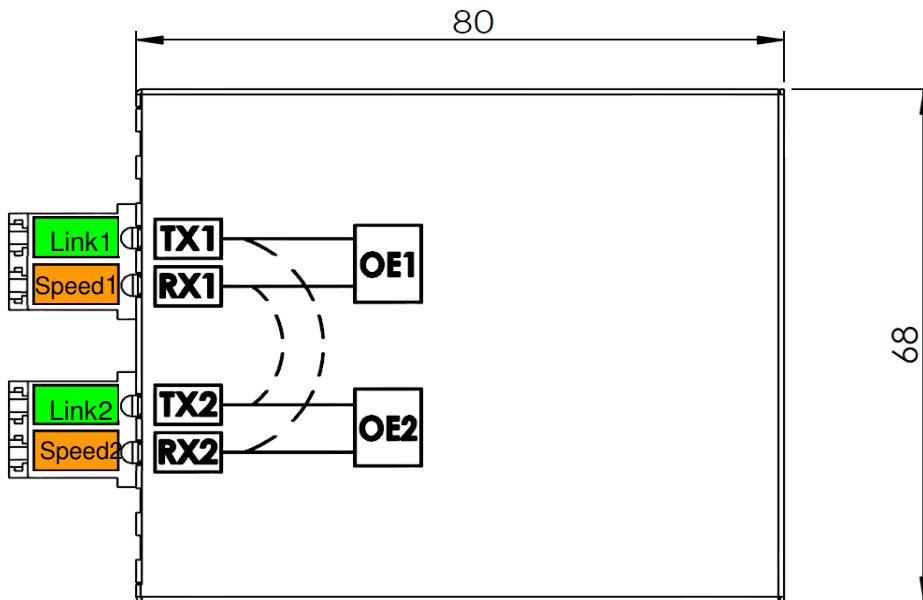 80
Link1
TX1
OE1
Speed1
RX1
68
Link2
TX2
OE2
Speed2
RX2